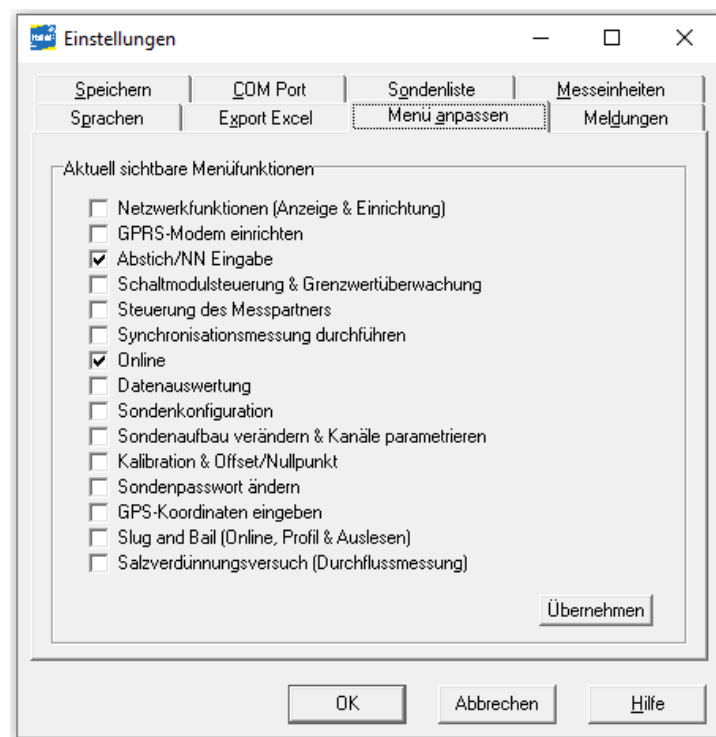 Einstellungen
Speichern
COM Port
Sondenliste
Messeinheiten
Sprachen
Export Excel
Menü anpassen
Meldungen
Aktuell sichtbare Menüfunktionen
Netzwerkfunktionen (Anzeige & Einrichtung)
GPRS-Modem einrichten
Abstich/NN Eingabe
Schaltmodulsteuerung & Grenzwertüberwachung
Steuerung des Messpartners
Synchronisationsmessung durchführen
Online
Datenauswertung
Sondenkonfiguration
Sondenaufbau verändern & Kanäle parametrieren
Kalibration & Offset/Nullpunkt
Sondenpasswort ändern
GPS-Koordinaten eingeben
Slug and Bail (Online, Profil & Auslesen)
Salzverdünnungsversuch (Durchflussmessung)
Übernehmen
OK
Abbrechen
Hilfe